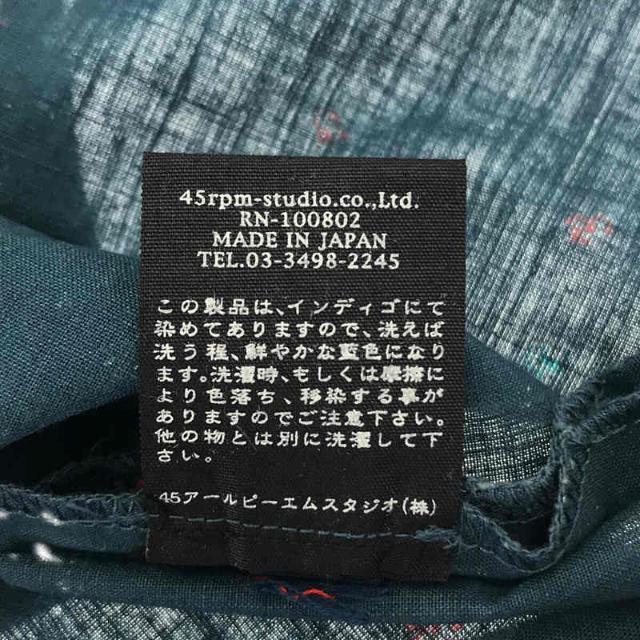 45rpm-studio.co.,Ltd.
RN-100802
MADE IN JAPAN
TEL.03-3498-2245
この製品は、インディゴにて
染めてありますので、洗えば
洗う程、鮮やかな藍色になり
ます。洗濯時、もしくは摩擦に
より色落ち、移染する事が
ありますのでご注意下さい。
他の物とは別に洗濯して下
さい。
45アールピーエムスタジオ(株)